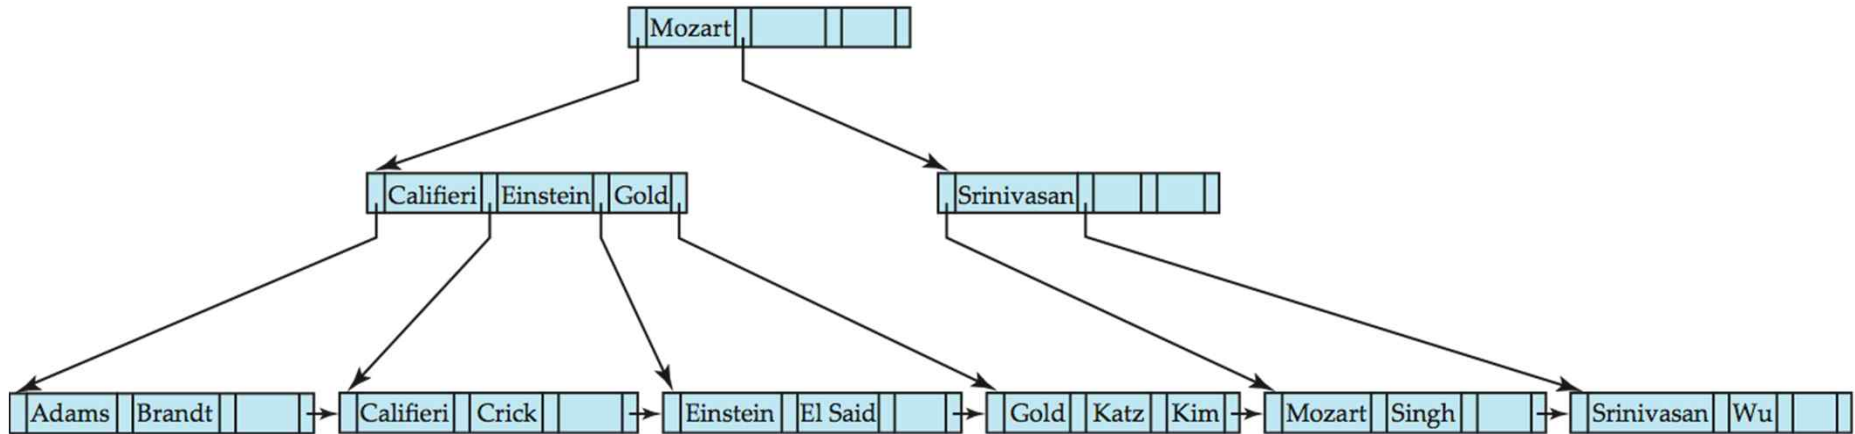 Mozart
Califieri Einstein Gold Srinivasan
Adams Brandt Califieri Crick Einstein El Said Gold Katz Kim Mozart Singh Srinivasan Wu